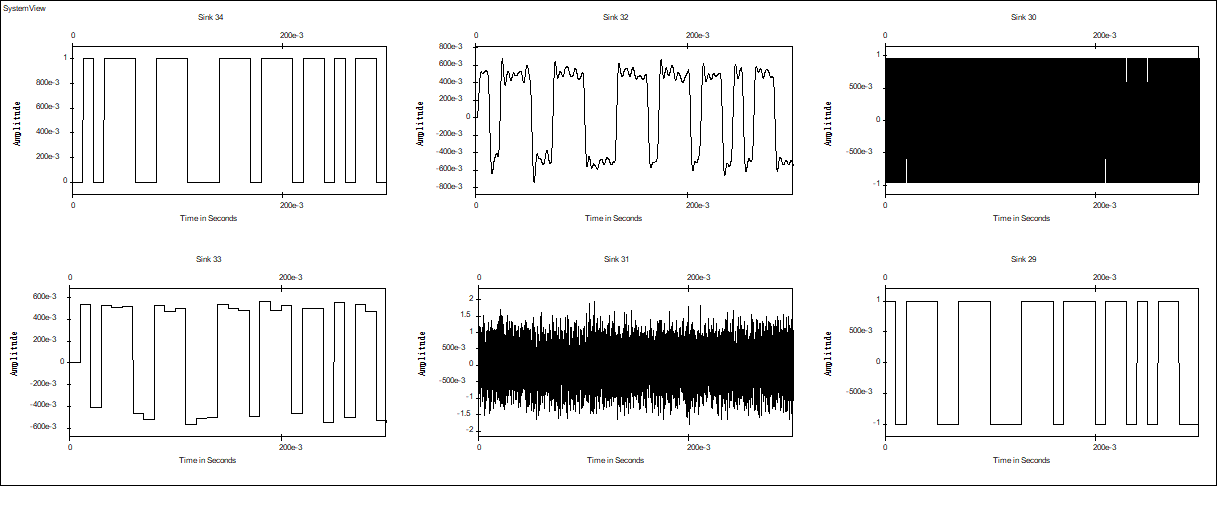 SystemView
Sink 34
0 200e-3
1
800e-3
600e-3
400e-3
200e-3
0
Amplitude
0 200e-3
Time in Seconds
Sink 32
0 200e-3
800e-3
600e-3
400e-3
200e-3
0
-200e-3
-400e-3
-600e-3
-800e-3
Amplitude
0 200e-3
Time in Seconds
Sink 30
0 200e-3
1
500e-3
0
-500e-3
-1
Amplitude
0 200e-3
Time in Seconds
Sink 33
0 200e-3
600e-3
400e-3
200e-3
0
-200e-3
-400e-3
-600e-3
Amplitude
0 200e-3
Time in Seconds
Sink 31
0 200e-3
2
1.5
1
500e-3
0
-500e-3
-1
-1.5
-2
Amplitude
0 200e-3
Time in Seconds
Sink 29
0 200e-3
1
500e-3
0
-500e-3
-1
Amplitude
0 200e-3
Time in Seconds